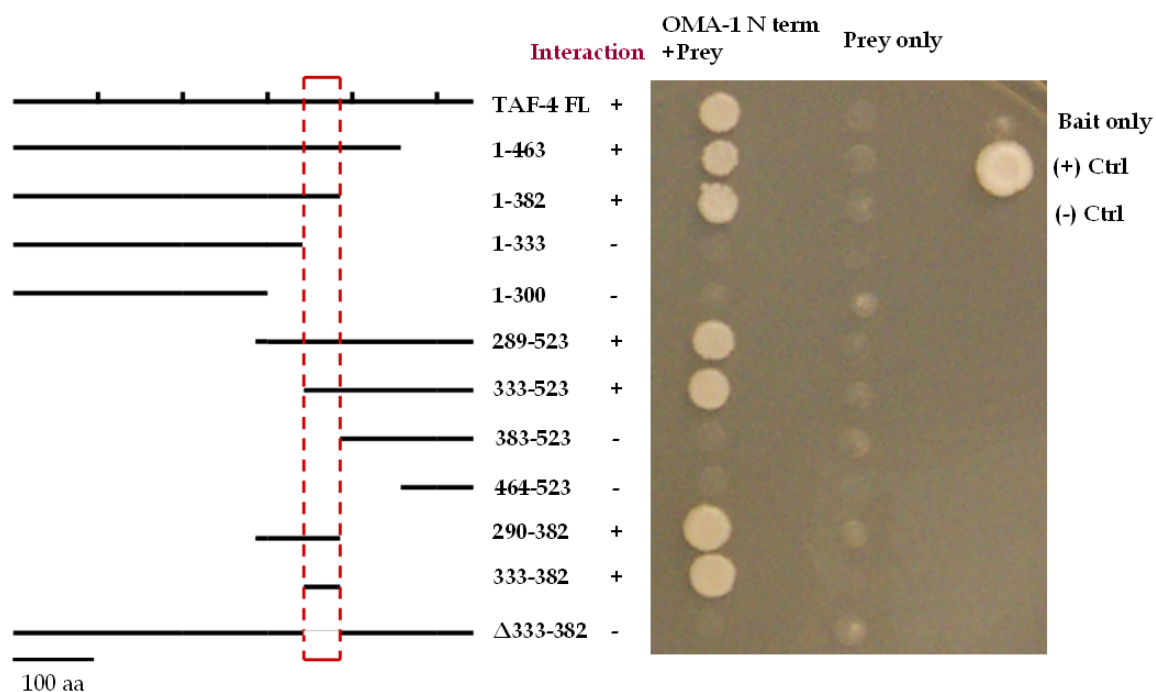 OMA-1 N term
Interaction +Prey Prey only
TAF-4 FL +
Bait only
1-463 +
(+) Ctrl
1-382 +
(-) Ctrl
1-333 -
1-300 -
289-523 +
333-523 +
383-523 -
464-523 -
290-382 +
333-382 +
Δ333-382 -
100 aa